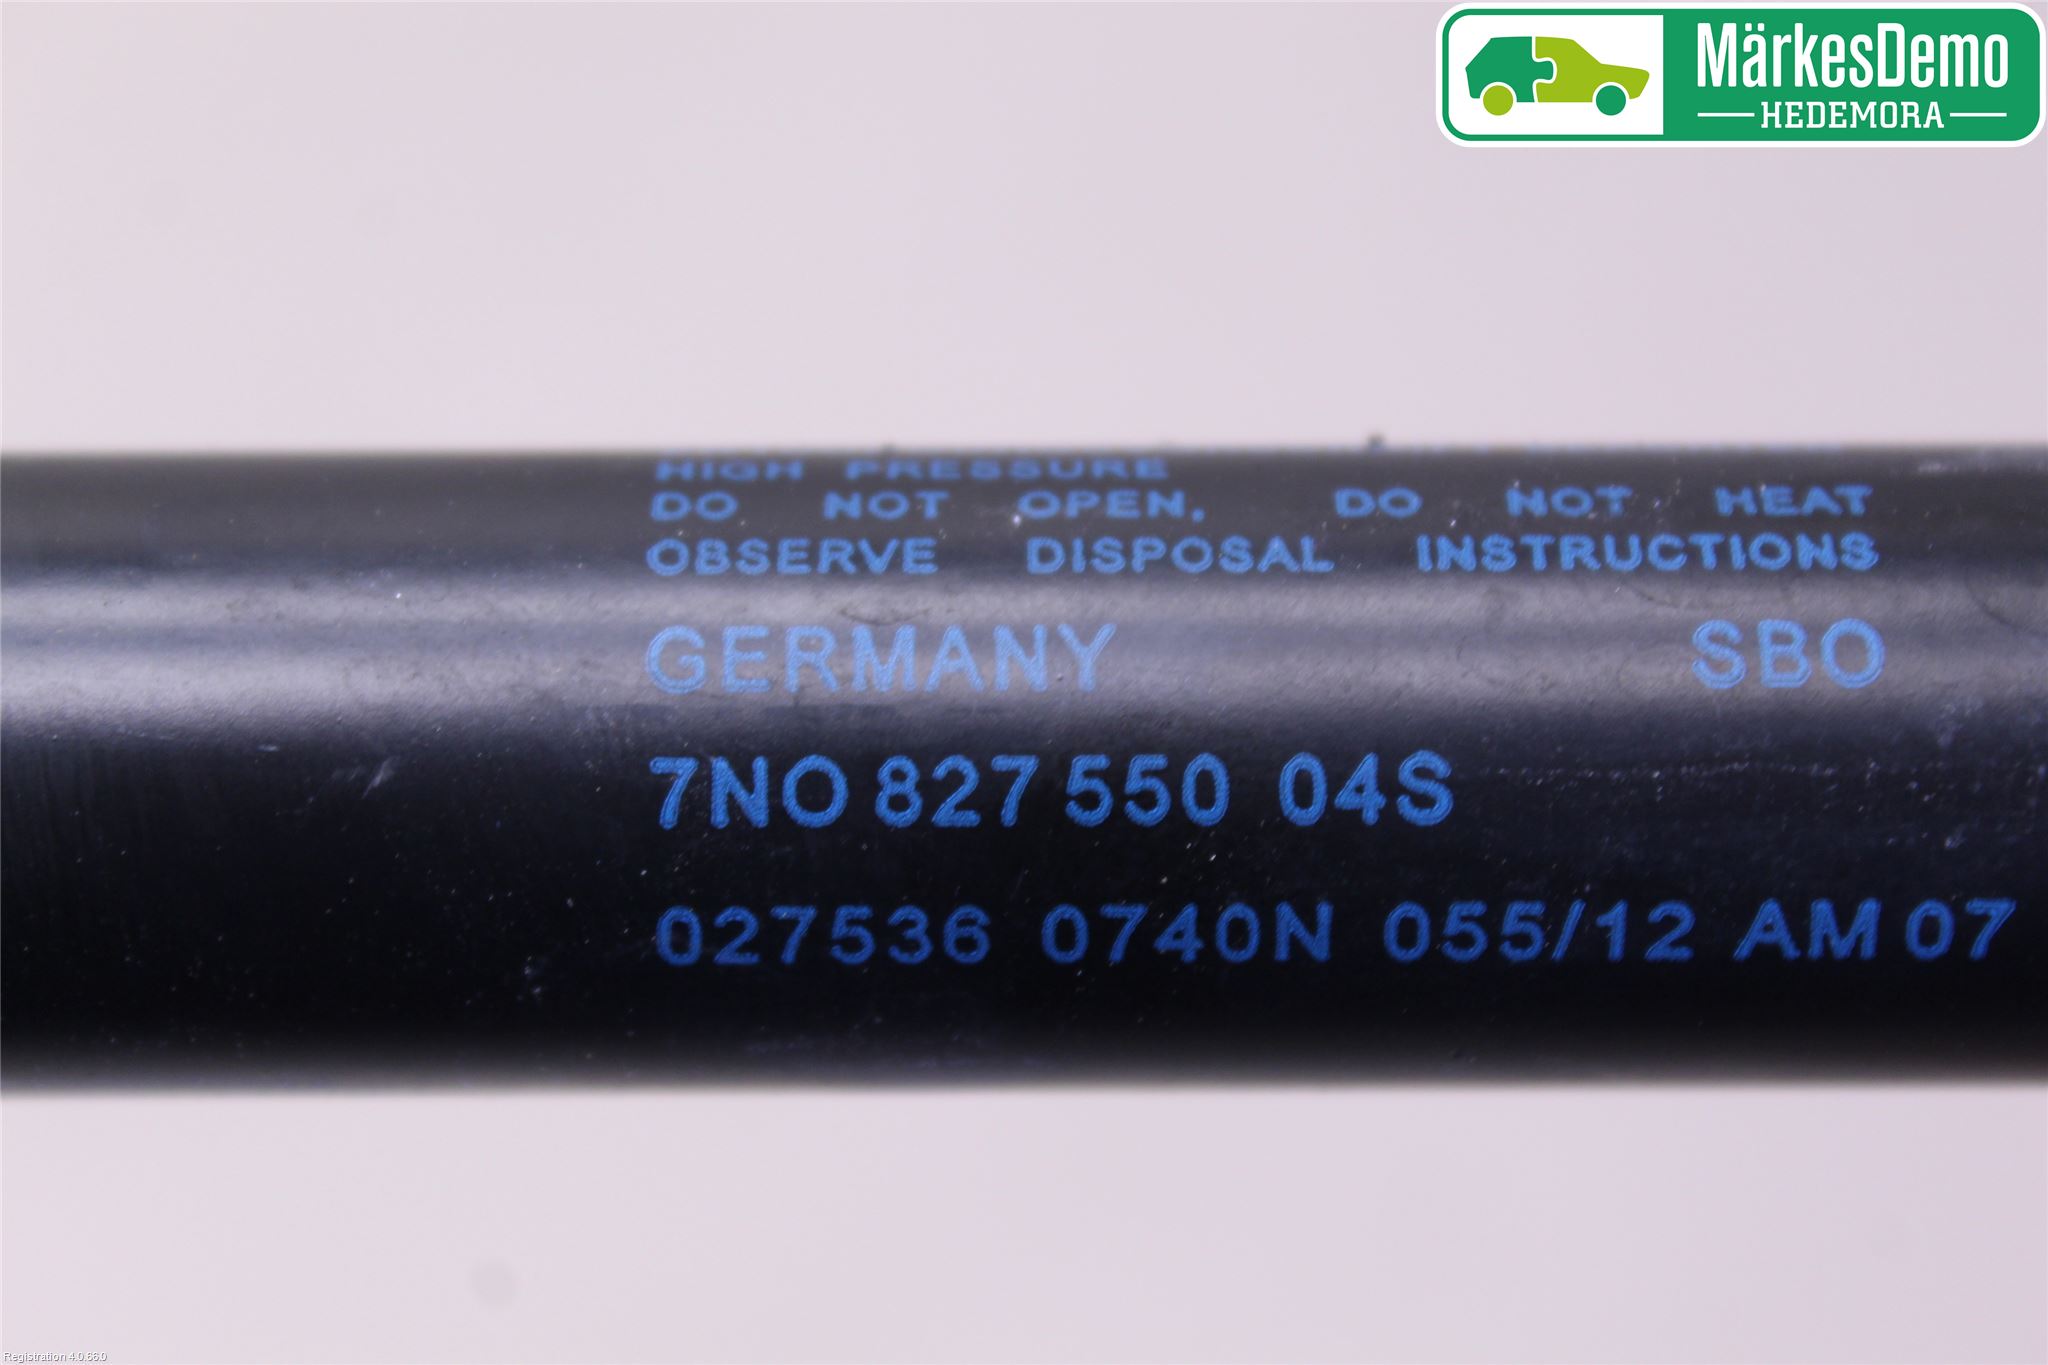 MärkesDemo
HEDEMORA
HIGH PRESSURE
DO NOT OPEN. DO NOT HEAT
OBSERVE DISPOSAL INSTRUCTIONS
GERMANY SBO
7NO 827 550 04S
027536 0740N 055/12 AM 07
Registration 4.0.66.0